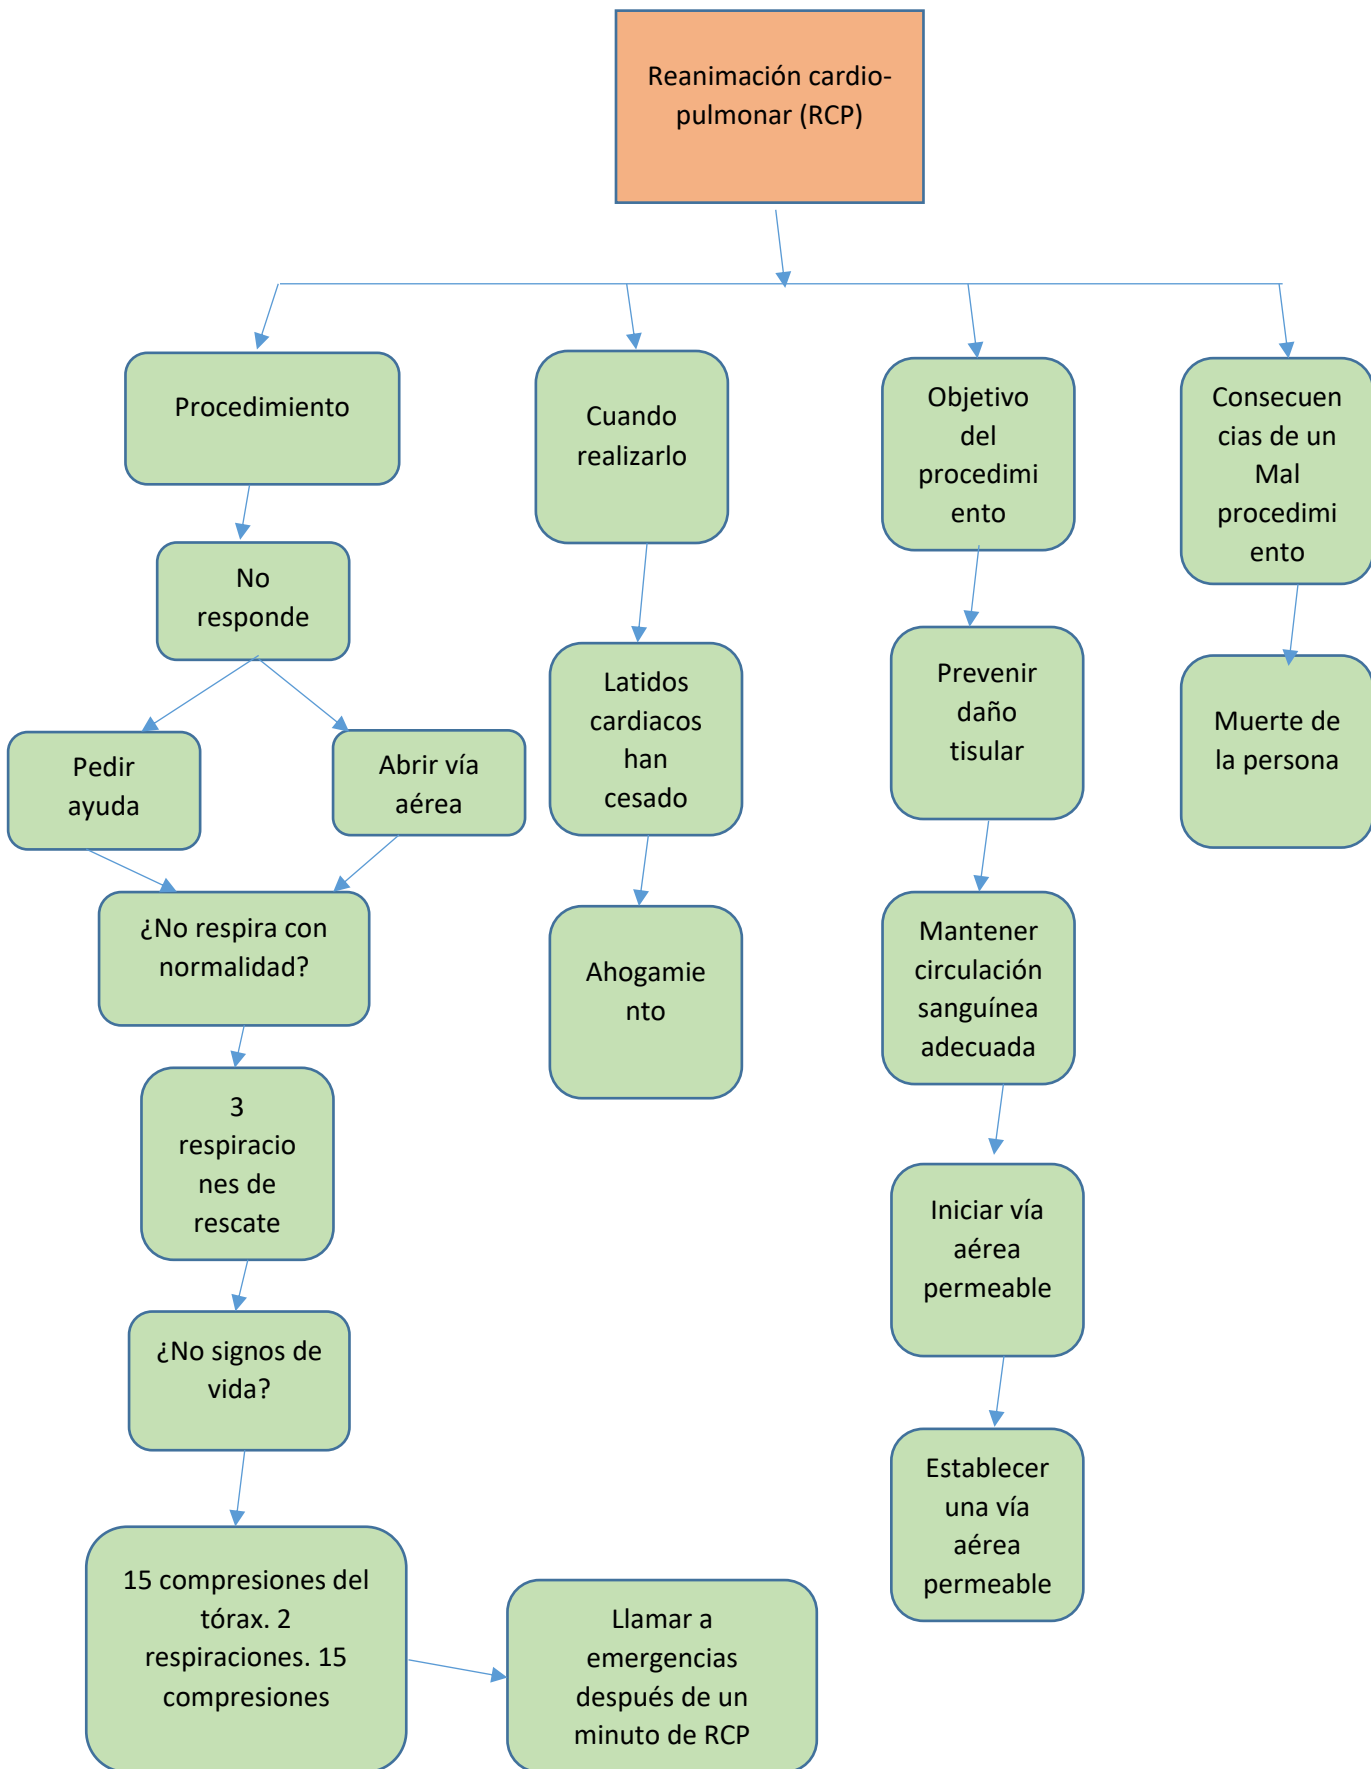 Reanimación cardio-
pulmonar (RCP)
Procedimiento
No
responde
Pedir
ayuda
Abrir vía
aérea
¿No respira con
normalidad?
3
respiracio
nes de
rescate
¿No signos de
vida?
15 compresiones del
tórax. 2
respiraciones. 15
compresiones
Llamar a
emergencias
después de un
minuto de RCP
Cuando
realizarlo
Latidos
cardiacos
han
cesado
Ahogamie
nto
Objetivo
del
procedimi
ento
Prevenir
daño
tisular
Mantener
circulación
sanguínea
adecuada
Iniciar vía
aérea
permeable
Establecer
una vía
aérea
permeable
Consecuen
cias de un
Mal
procedimi
ento
Muerte de
la persona